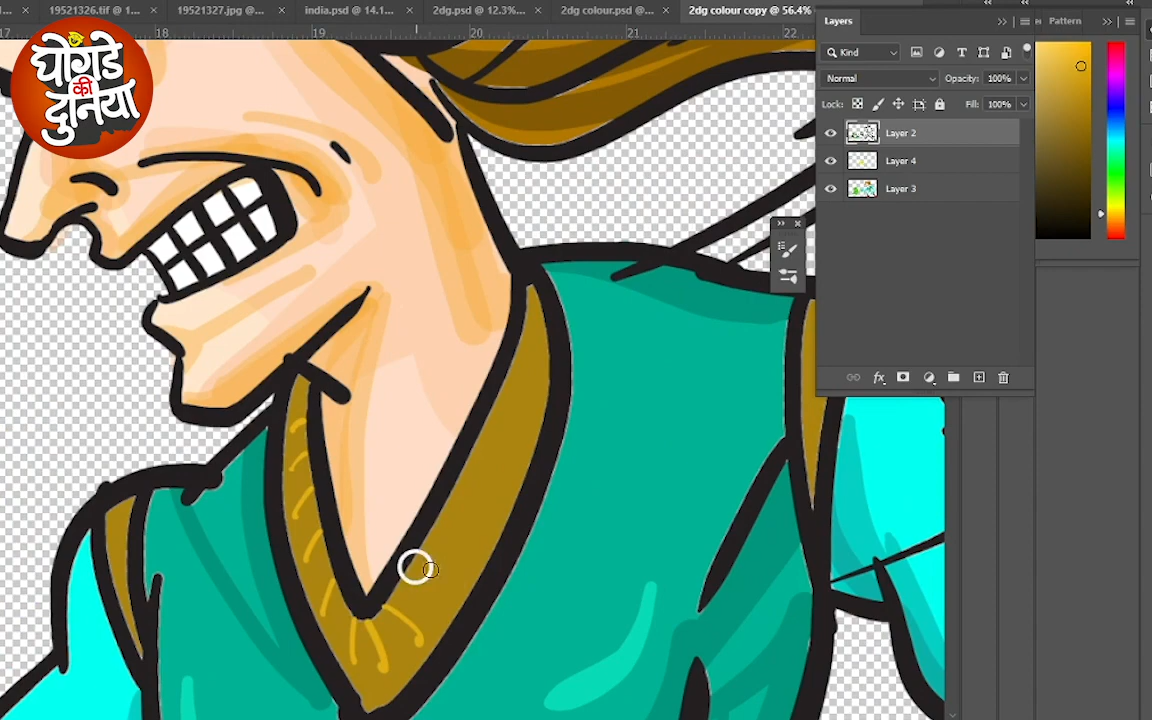 19521326.tif @ 1...
19521327.jpg @...
india.psd @ 14.1...
2dg.psd @ 12.3%...
2dg colour.psd @...
2dg colour copy @ 56.4%
17
18
19
20
21
22
घोगडे
की
दुनिया
Layers
Pattern
Kind
Normal
Opacity: 100%
Lock:
Fill: 100%
Layer 2
Layer 4
Layer 3
fx